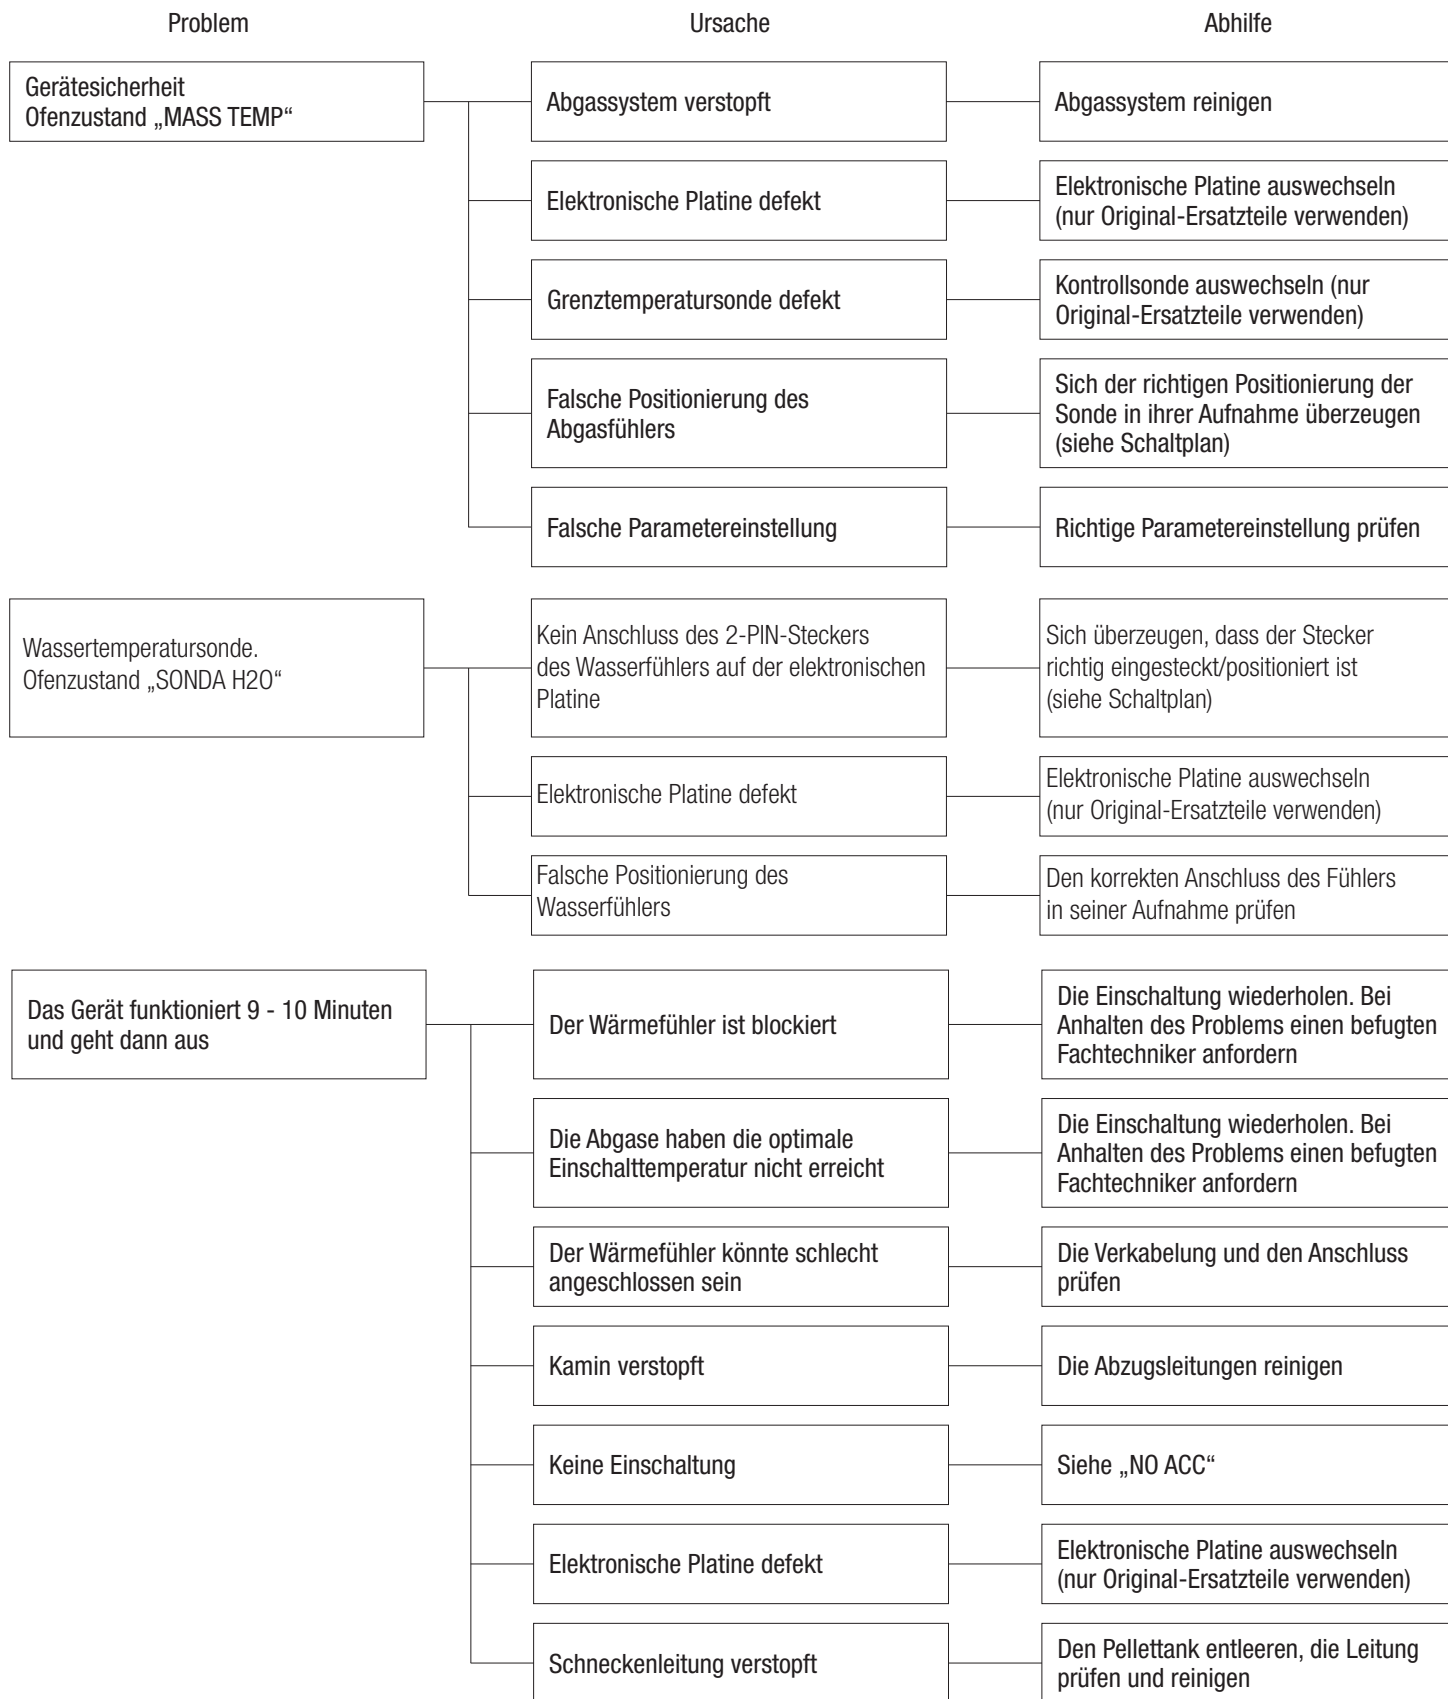 Problem
Ursache
Abhilfe
Gerätesicherheit
Ofenzustand „MASS TEMP“
Abgassystem verstopft
Abgassystem reinigen
Elektronische Platine defekt
Elektronische Platine auswechseln
(nur Original-Ersatzteile verwenden)
Grenztemperatursonde defekt
Kontrollsonde auswechseln (nur
Original-Ersatzteile verwenden)
Falsche Positionierung des
Abgasfühlers
Sich der richtigen Positionierung der
Sonde in ihrer Aufnahme überzeugen
(siehe Schaltplan)
Falsche Parametereinstellung
Richtige Parametereinstellung prüfen
Wassertemperatursonde.
Ofenzustand „SONDA H2O“
Kein Anschluss des 2-PIN-Steckers
des Wasserfühlers auf der elektronischen
Platine
Sich überzeugen, dass der Stecker
richtig eingesteckt/positioniert ist
(siehe Schaltplan)
Elektronische Platine defekt
Elektronische Platine auswechseln
(nur Original-Ersatzteile verwenden)
Falsche Positionierung des
Wasserfühlers
Den korrekten Anschluss des Fühlers
in seiner Aufnahme prüfen
Das Gerät funktioniert 9 - 10 Minuten
und geht dann aus
Der Wärmefühler ist blockiert
Die Einschaltung wiederholen. Bei
Anhalten des Problems einen befugten
Fachtechniker anfordern
Die Abgase haben die optimale
Einschalttemperatur nicht erreicht
Die Einschaltung wiederholen. Bei
Anhalten des Problems einen befugten
Fachtechniker anfordern
Der Wärmefühler könnte schlecht
angeschlossen sein
Die Verkabelung und den Anschluss
prüfen
Kamin verstopft
Die Abzugsleitungen reinigen
Keine Einschaltung
Siehe „NO ACC“
Elektronische Platine defekt
Elektronische Platine auswechseln
(nur Original-Ersatzteile verwenden)
Schneckenleitung verstopft
Den Pellettank entleeren, die Leitung
prüfen und reinigen